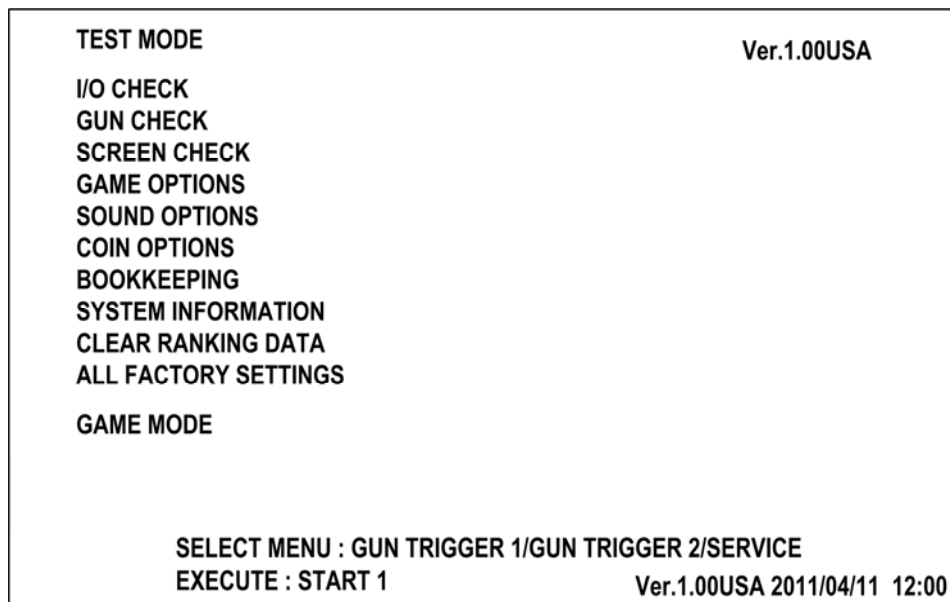 TEST MODE
Ver.1.00USA
I/O CHECK
GUN CHECK
SCREEN CHECK
GAME OPTIONS
SOUND OPTIONS
COIN OPTIONS
BOOKKEEPING
SYSTEM INFORMATION
CLEAR RANKING DATA
ALL FACTORY SETTINGS
GAME MODE
SELECT MENU : GUN TRIGGER 1/GUN TRIGGER 2/SERVICE
EXECUTE : START 1
Ver.1.00USA 2011/04/11 12:00